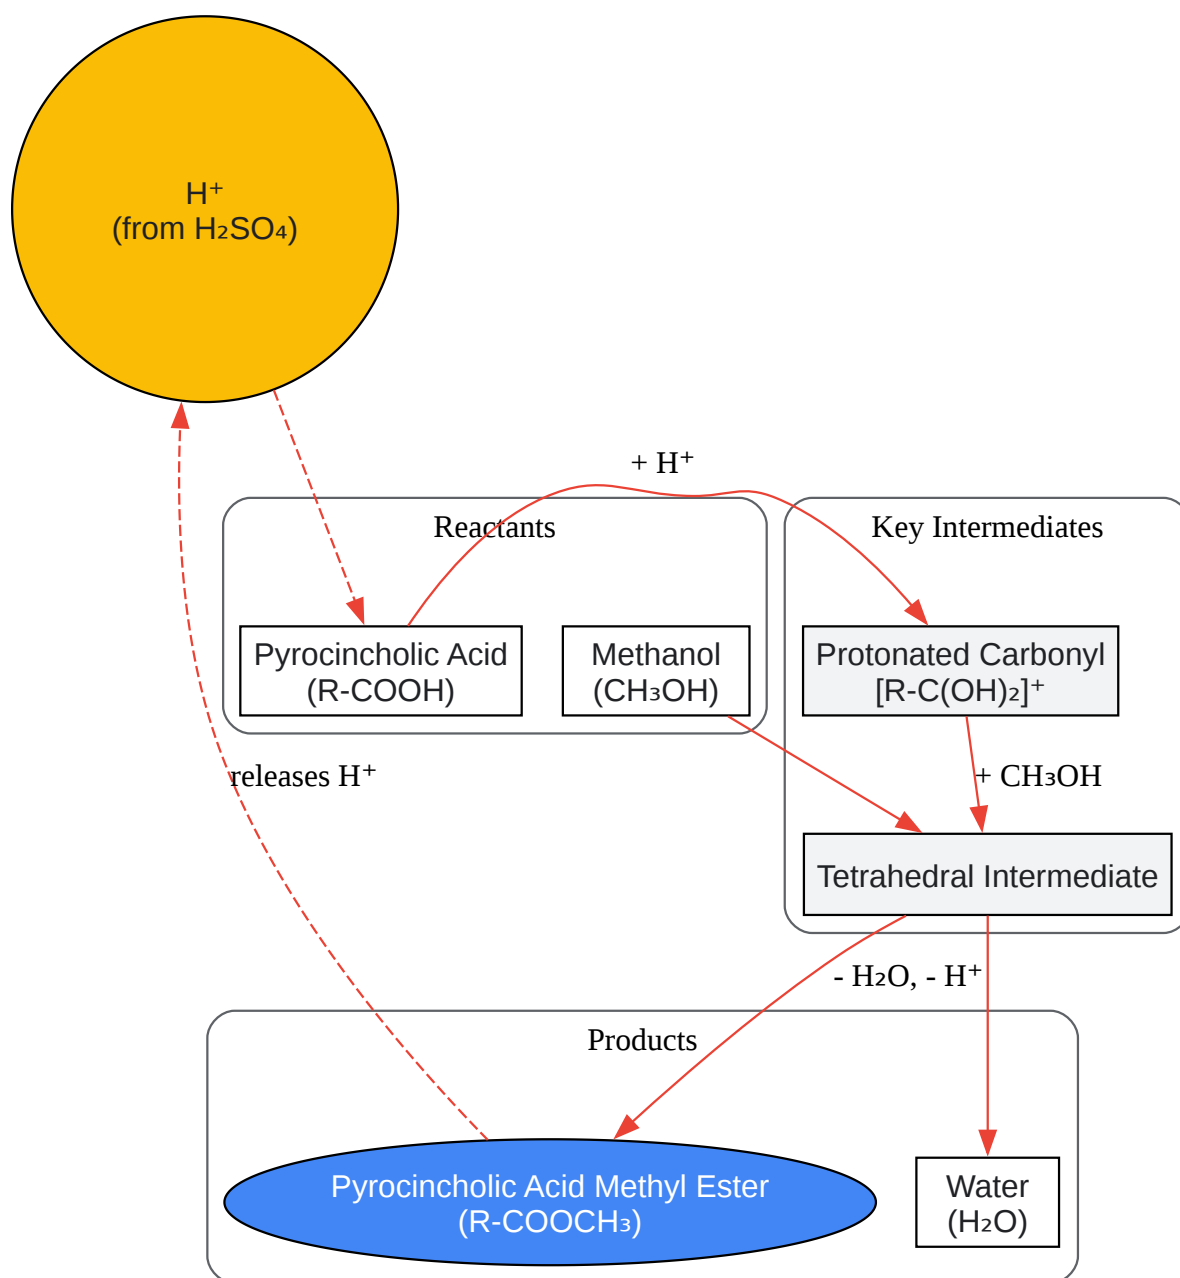 H⁺
(from H₂SO₄)
+ H⁺
Reactants
Key Intermediates
Pyrocincholic Acid
(R-COOH)
Methanol
(CH₃OH)
Protonated Carbonyl
[R-C(OH)₂]⁺
releases H⁺
+ CH₃OH
Tetrahedral Intermediate
- H₂O, - H⁺
Products
Pyrocincholic Acid Methyl Ester
(R-COOCH₃)
Water
(H₂O)